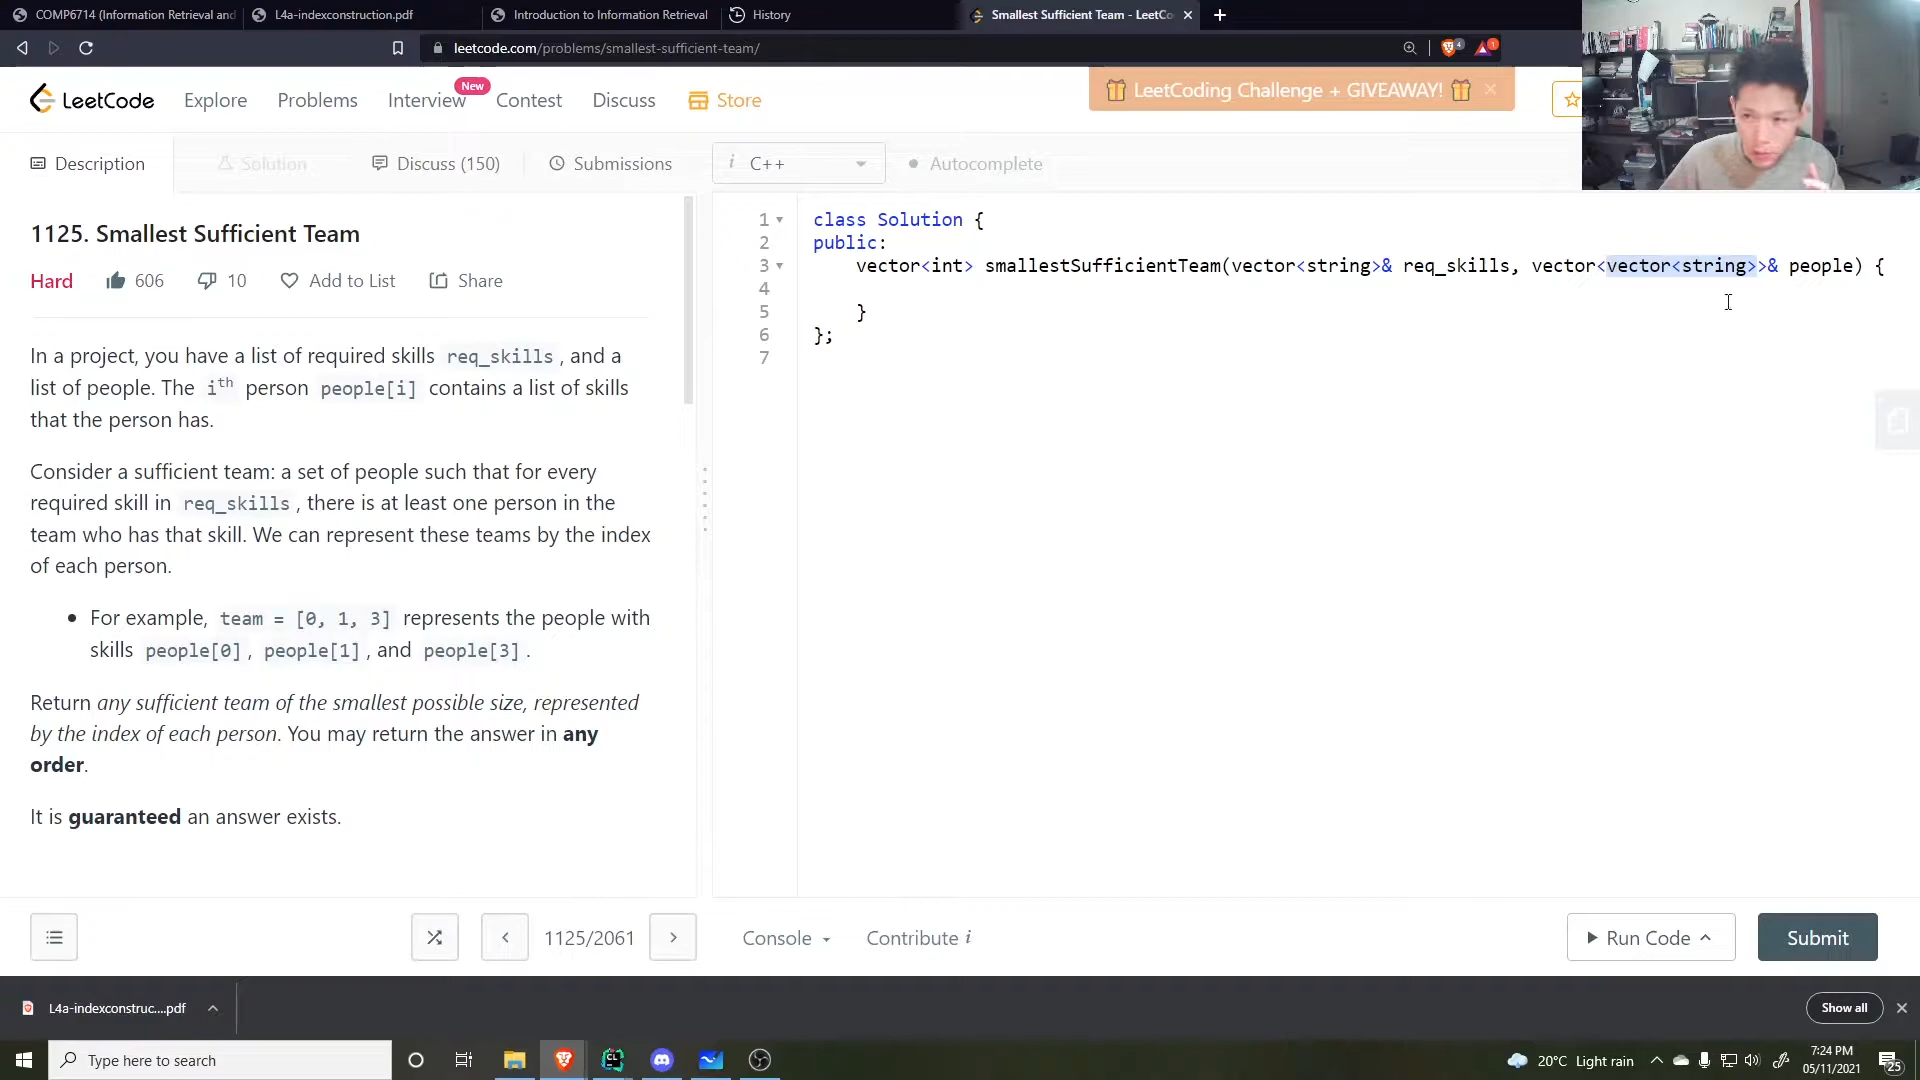 COMP6714 (Information Retrieval and
L4a-indexconstruction.pdf
Introduction to Information Retrieval
History
Smallest Sufficient Team - LeetCo
leetcode.com/problems/smallest-sufficient-team/
4
1
LeetCode
Explore
Problems
Interview
New
Contest
Discuss
Store
LeetCoding Challenge + GIVEAWAY!
Description
Solution
Discuss (150)
Submissions
i C++
Autocomplete
1125. Smallest Sufficient Team
Hard
606
10
Add to List
Share
In a project, you have a list of required skills req_skills, and a
list of people. The ith person people[i] contains a list of skills
that the person has.
Consider a sufficient team: a set of people such that for every
required skill in req_skills, there is at least one person in the
team who has that skill. We can represent these teams by the index
of each person.
• For example, team = [0, 1, 3] represents the people with
skills people[0], people[1], and people[3].
Return any sufficient team of the smallest possible size, represented
by the index of each person. You may return the answer in any
order.
It is guaranteed an answer exists.
1 class Solution {
2 public:
3 vector<int> smallestSufficientTeam(vector<string>& req_skills, vector<vector<string>>& people) {
4
5 }
6 };
7
1125/2061
Console
Contribute i
Run Code
Submit
L4a-indexconstruc....pdf
Show all
Type here to search
20°C Light rain
7:24 PM
05/11/2021
25